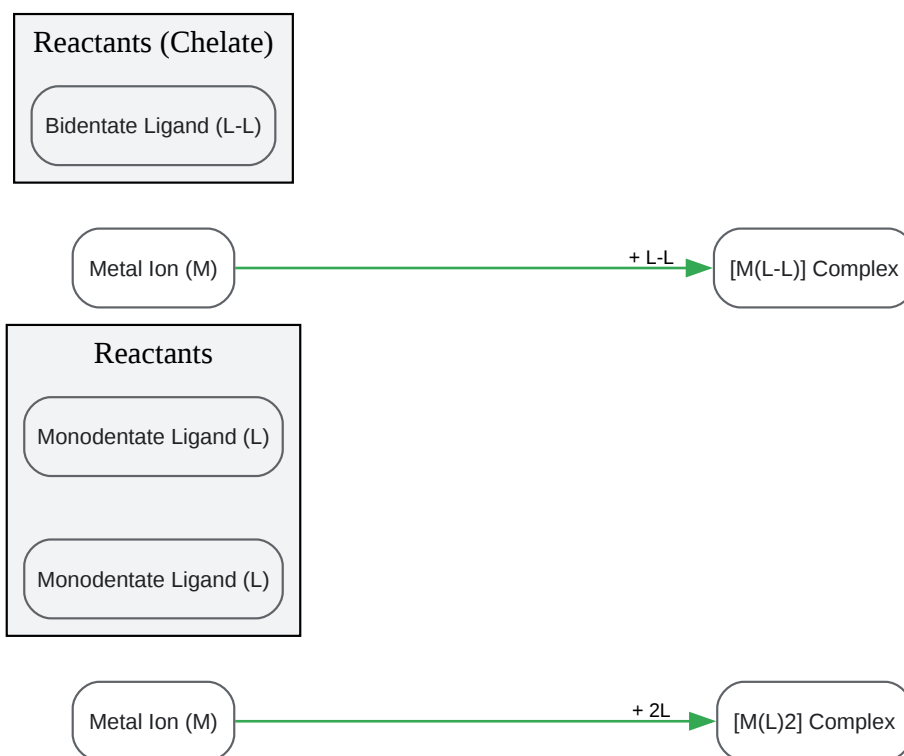 Reactants (Chelate)
Bidentate Ligand (L-L)
Metal Ion (M)
+ L-L
[M(L-L)] Complex
Reactants
Monodentate Ligand (L)
Monodentate Ligand (L)
Metal Ion (M)
+ 2L
[M(L)2] Complex